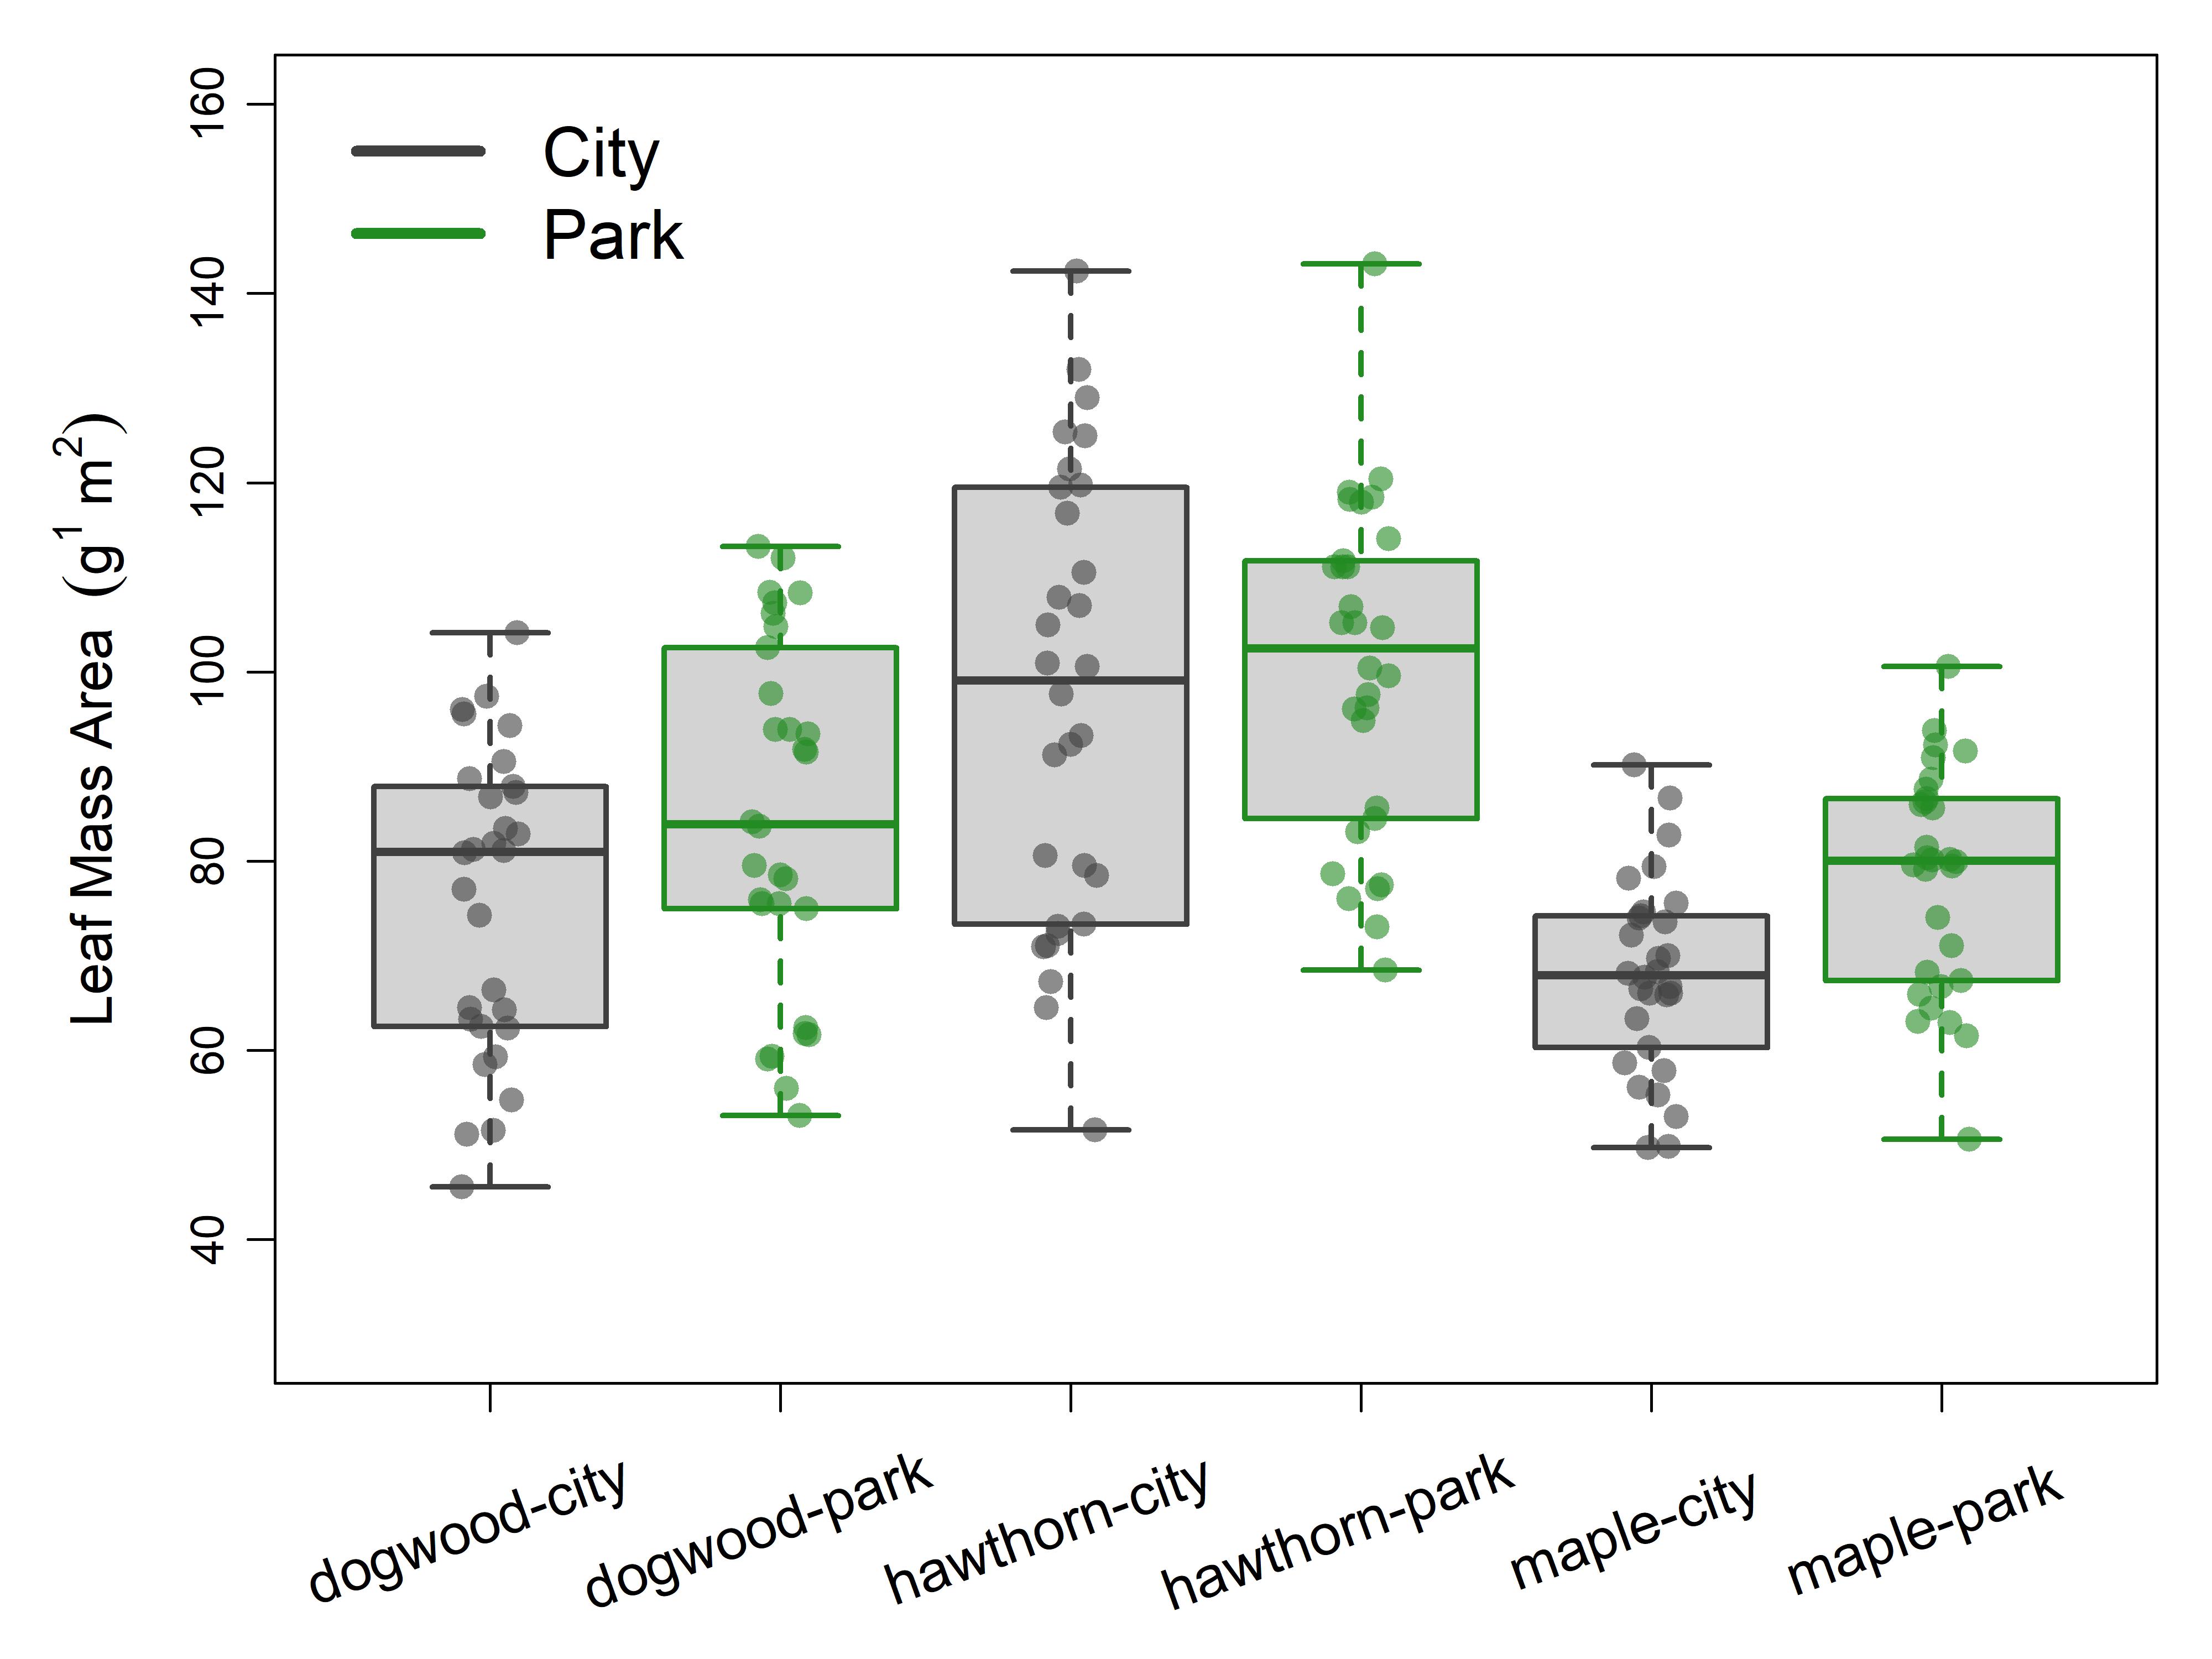 City
Park
Leaf Mass Area (g¹ m²)
160
140
120
100
80
60
40
dogwood-city
dogwood-park
hawthorn-city
hawthorn-park
maple-city
maple-park